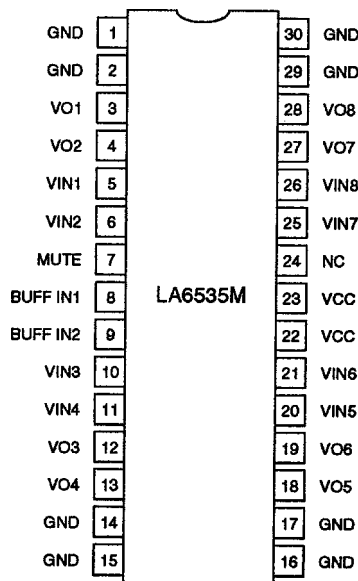 GND 1 30 GND
GND 2 29 GND
VO1 3 28 VO8
VO2 4 27 VO7
VIN1 5 26 VIN8
VIN2 6 25 VIN7
MUTE 7 24 NC
BUFF IN1 8 LA6535M 23 VCC
BUFF IN2 9 22 VCC
VIN3 10 21 VIN6
VIN4 11 20 VIN5
VO3 12 19 VO6
VO4 13 18 VO5
GND 14 17 GND
GND 15 16 GND